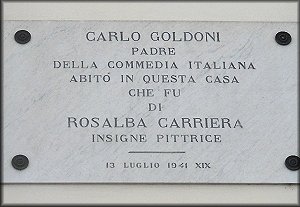 CARLO GOLDONI
PADRE
DELLA COMMEDIA ITALIANA
ABITÒ IN QUESTA CASA
CHE FU
DI
ROSALBA CARRIERA
INSIGNE PITTRICE
13 LUGLIO 1941 XIX